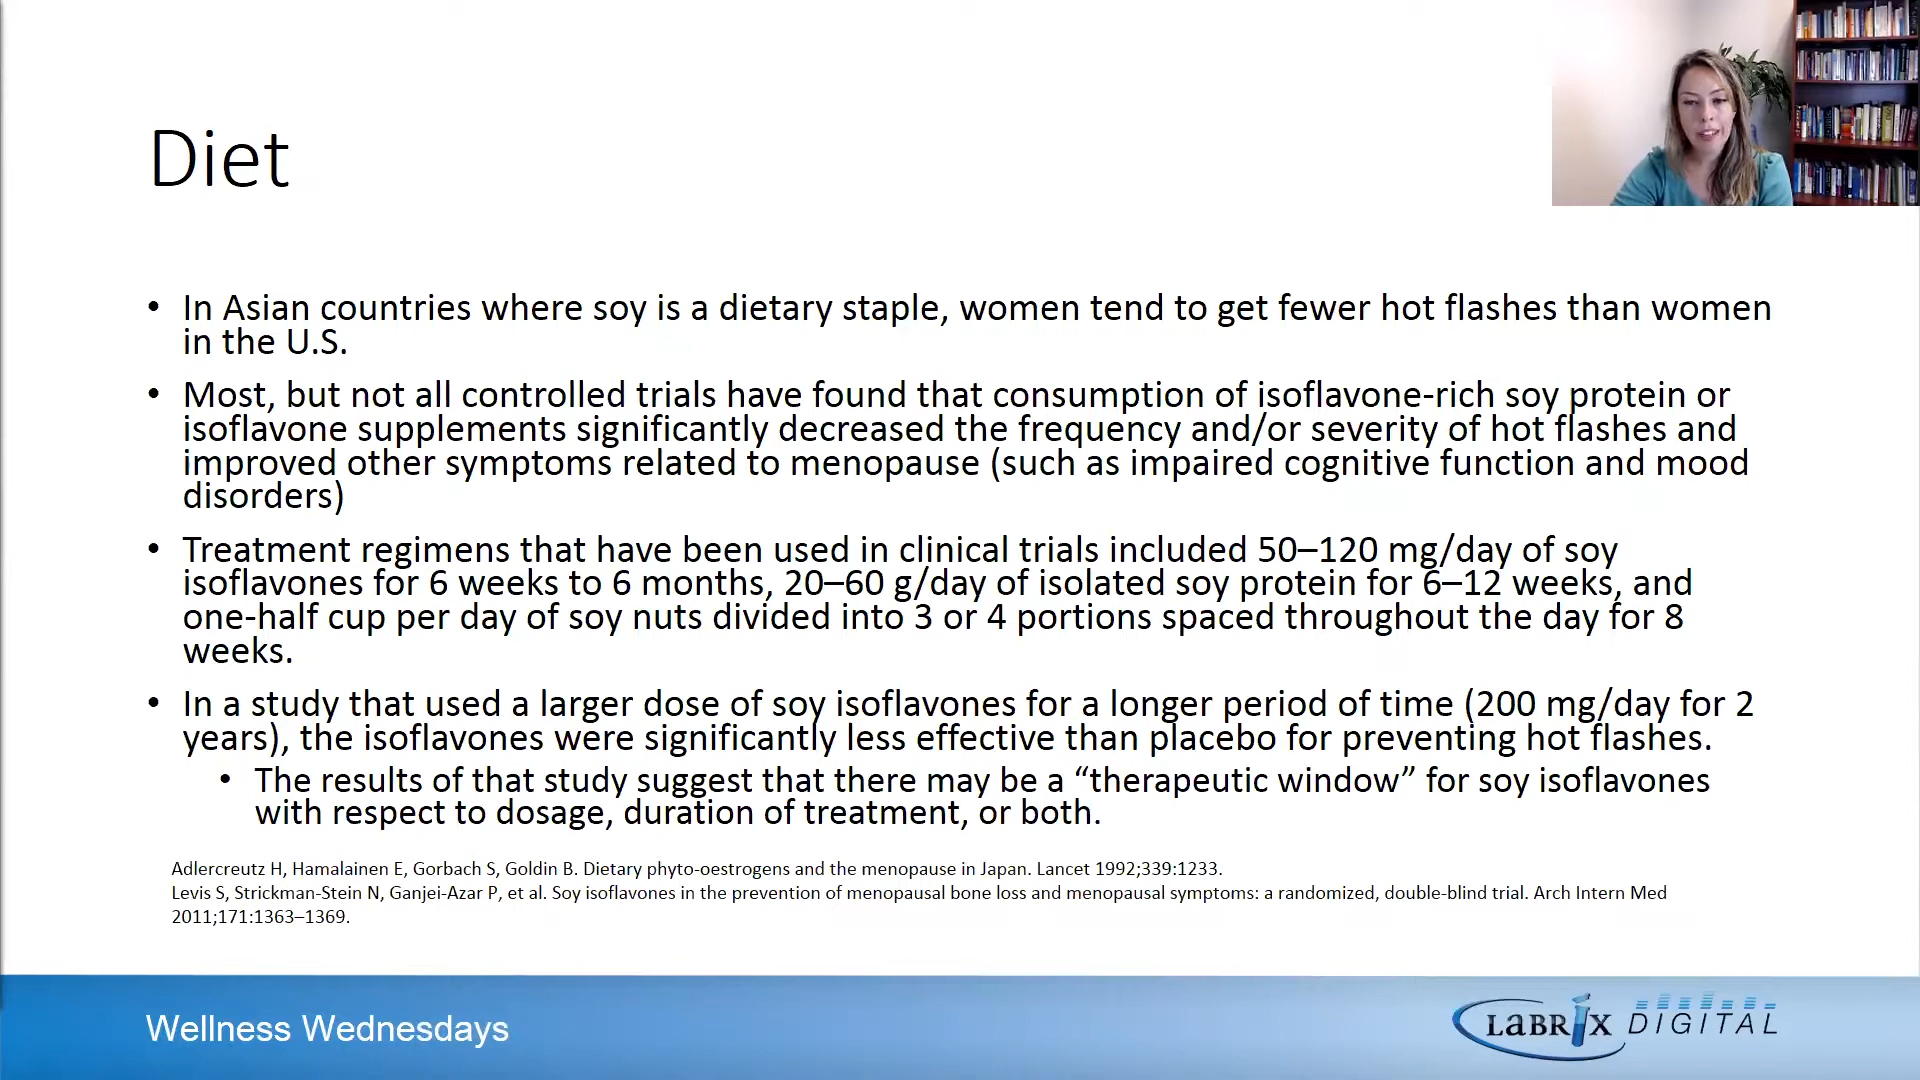 Diet
• In Asian countries where soy is a dietary staple, women tend to get fewer hot flashes than women
in the U.S.
• Most, but not all controlled trials have found that consumption of isoflavone-rich soy protein or
isoflavone supplements significantly decreased the frequency and/or severity of hot flashes and
improved other symptoms related to menopause (such as impaired cognitive function and mood
disorders)
• Treatment regimens that have been used in clinical trials included 50–120 mg/day of soy
isoflavones for 6 weeks to 6 months, 20–60 g/day of isolated soy protein for 6–12 weeks, and
one-half cup per day of soy nuts divided into 3 or 4 portions spaced throughout the day for 8
weeks.
• In a study that used a larger dose of soy isoflavones for a longer period of time (200 mg/day for 2
years), the isoflavones were significantly less effective than placebo for preventing hot flashes.
• The results of that study suggest that there may be a “therapeutic window” for soy isoflavones
with respect to dosage, duration of treatment, or both.
Adlercreutz H, Hamalainen E, Gorbach S, Goldin B. Dietary phyto-oestrogens and the menopause in Japan. Lancet 1992;339:1233.
Levis S, Strickman-Stein N, Ganjei-Azar P, et al. Soy isoflavones in the prevention of menopausal bone loss and menopausal symptoms: a randomized, double-blind trial. Arch Intern Med
2011;171:1363–1369.
Wellness Wednesdays
LABRIX DIGITAL